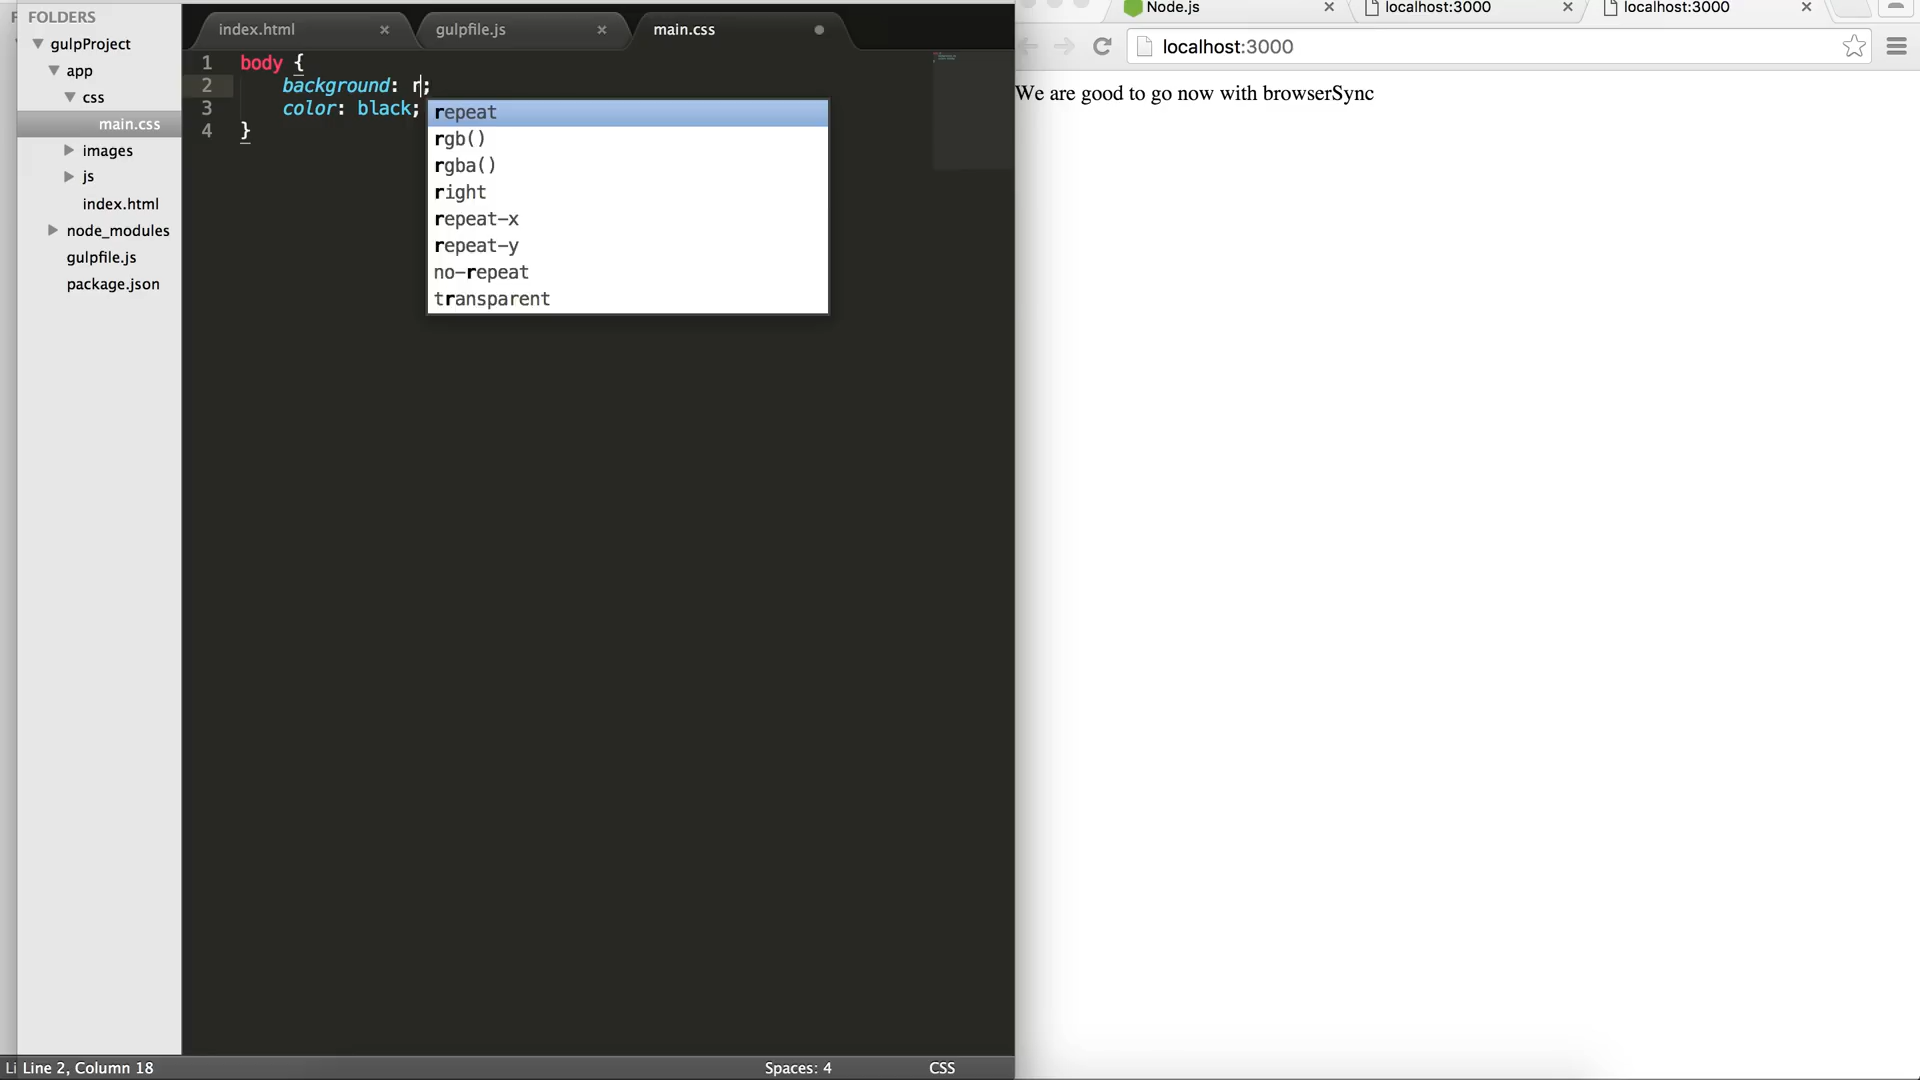 FOLDERS
gulpProject
app
css
main.css
images
js
index.html
node_modules
gulpfile.js
package.json
index.html
gulpfile.js
main.css
1 body {
2 background: r;
3 color: black;
4 }
repeat
rgb()
rgba()
right
repeat-x
repeat-y
no-repeat
transparent
Line 2, Column 18
Spaces: 4
CSS
Node.js
localhost:3000
localhost:3000
localhost:3000
We are good to go now with browserSync